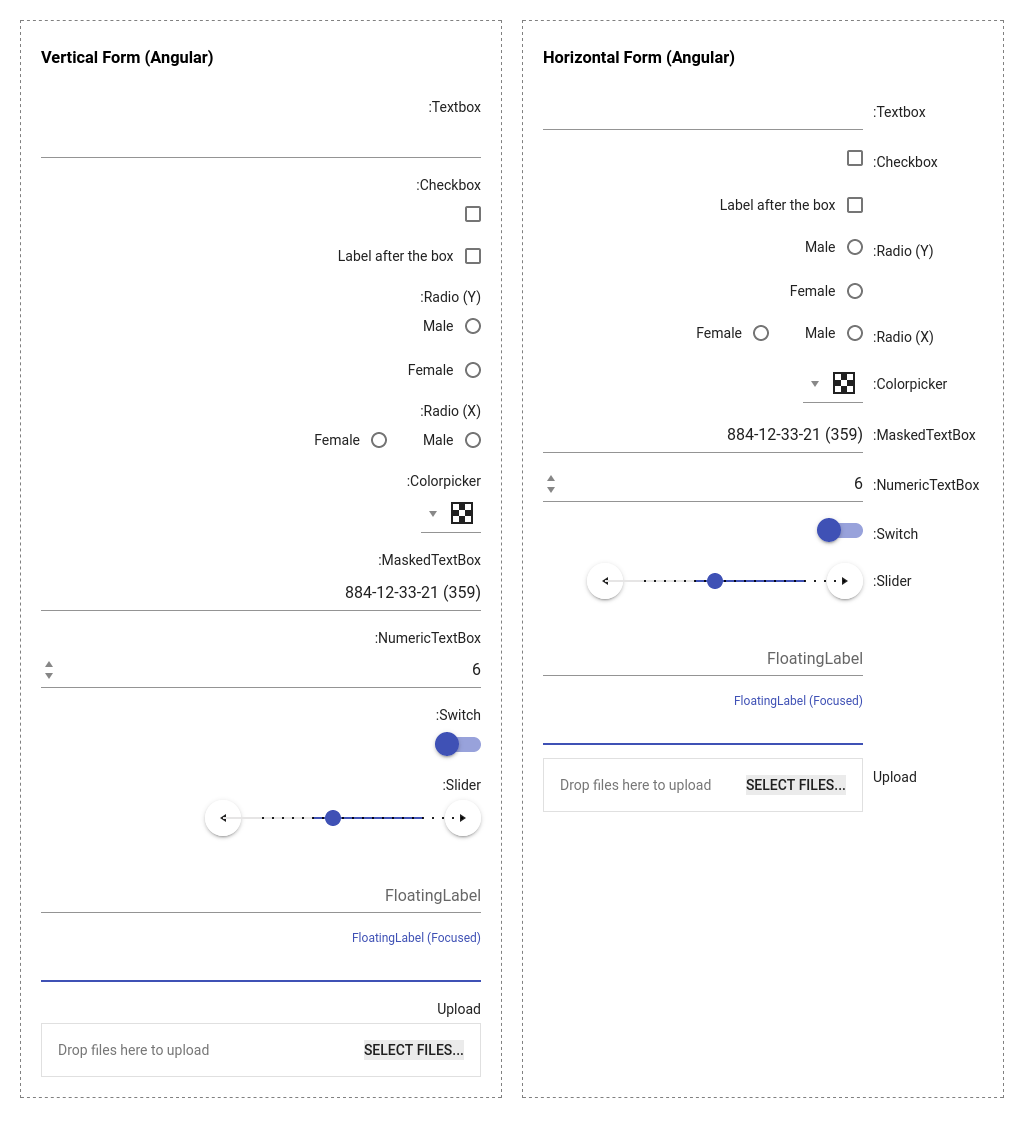 Vertical Form (Angular)
:Textbox
:Checkbox
Label after the box
:Radio (Y)
Male
Female
:Radio (X)
Female Male
:Colorpicker
:MaskedTextBox
884-12-33-21 (359)
:NumericTextBox
6
:Switch
:Slider
FloatingLabel
FloatingLabel (Focused)
Upload
Drop files here to upload SELECT FILES...
Horizontal Form (Angular)
:Textbox
:Checkbox
Label after the box
Male :Radio (Y)
Female
Female Male :Radio (X)
:Colorpicker
884-12-33-21 (359) :MaskedTextBox
6 :NumericTextBox
:Switch
:Slider
FloatingLabel
FloatingLabel (Focused)
Drop files here to upload SELECT FILES... Upload